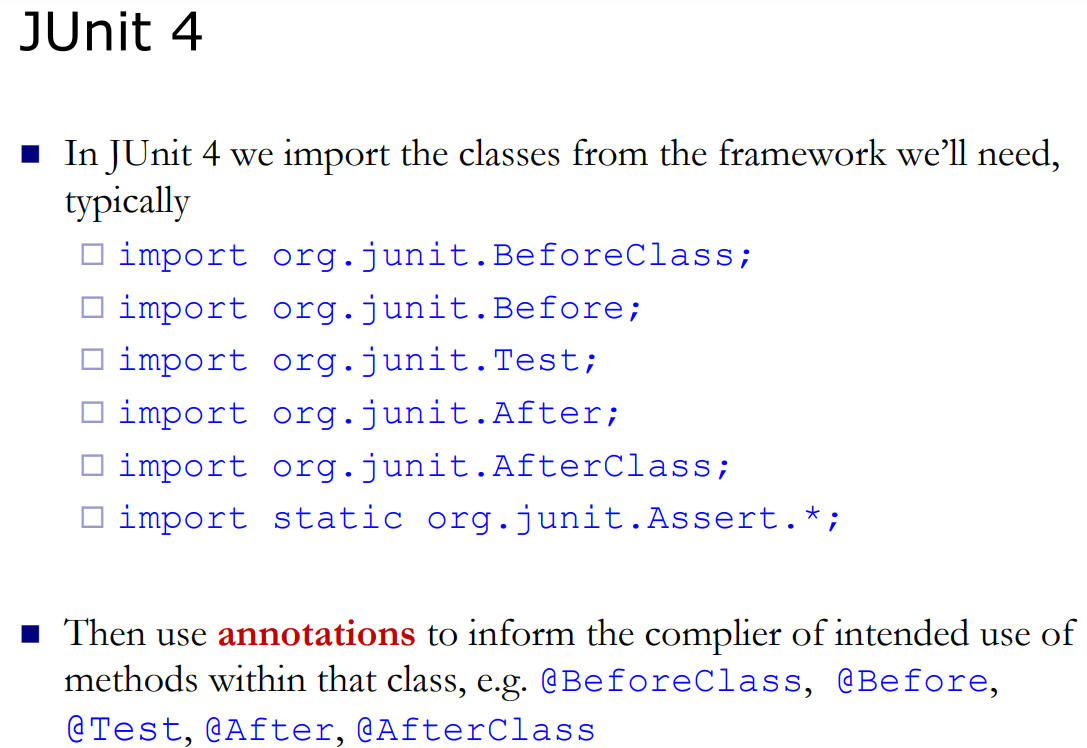 JUnit 4
In JUnit 4 we import the classes from the framework we’ll need,
typically
import org.junit.BeforeClass;
import org.junit.Before;
import org.junit.Test;
import org.junit.After;
import org.junit.AfterClass;
import static org.junit.Assert.*;
Then use annotations to inform the complier of intended use of
methods within that class, e.g. @BeforeClass, @Before,
@Test, @After, @AfterClass